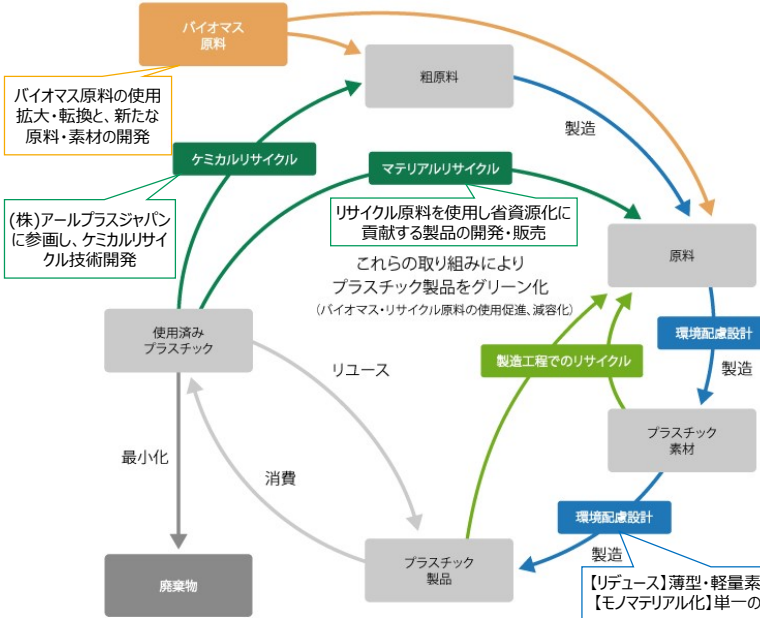 バイオマス
原料
粗原料
バイオマス原料の使用
拡大・転換と、新たな
原料・素材の開発
製造
ケミカルリサイクル
マテリアルリサイクル
(株)アールプラスジャパン
に参画し、ケミカルリサイ
クル技術開発
リサイクル原料を使用し省資源化に
貢献する製品の開発・販売
原料
これらの取り組みにより
プラスチック製品をグリーン化
(バイオマス・リサイクル原料の使用促進、減容化)
使用済み
プラスチック
環境配慮設計
リユース
製造工程でのリサイクル
製造
プラスチック
素材
最小化
消費
環境配慮設計
製造
プラスチック
製品
廃棄物
【リデュース】薄型・軽量素
【モノマテリアル化】単一の